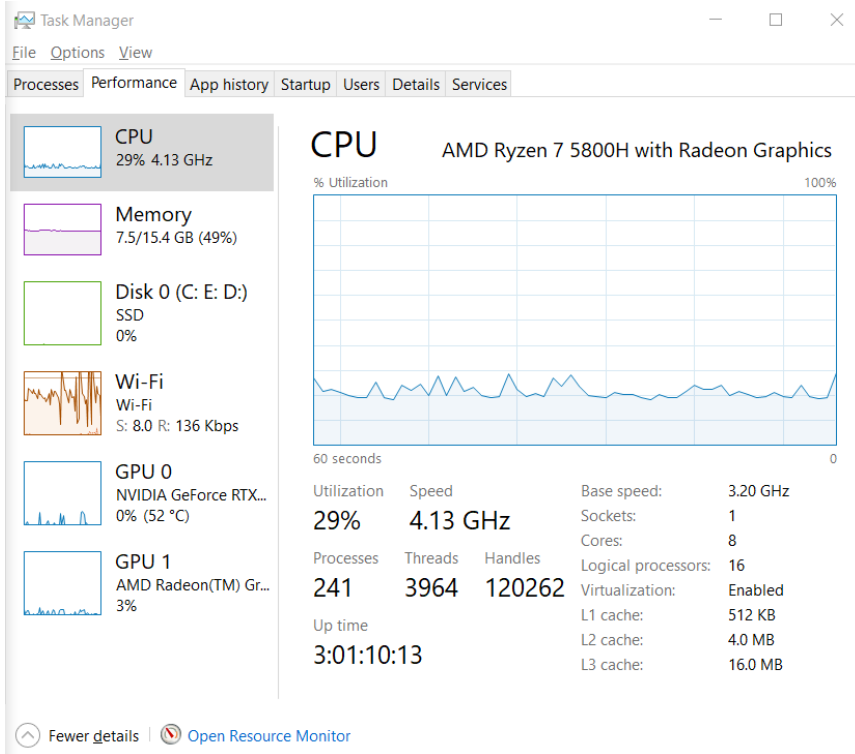 Task Manager
File Options View
Processes Performance App history Startup Users Details Services
CPU
29% 4.13 GHz
Memory
7.5/15.4 GB (49%)
Disk 0 (C: E: D:)
SSD
0%
Wi-Fi
Wi-Fi
S: 8.0 R: 136 Kbps
GPU 0
NVIDIA GeForce RTX...
0% (52 °C)
GPU 1
AMD Radeon(TM) Gr...
3%
CPU AMD Ryzen 7 5800H with Radeon Graphics
% Utilization 100%
60 seconds 0
Utilization Speed
29% 4.13 GHz
Processes Threads Handles
241 3964 120262
Up time
3:01:10:13
Base speed: 3.20 GHz
Sockets: 1
Cores: 8
Logical processors: 16
Virtualization: Enabled
L1 cache: 512 KB
L2 cache: 4.0 MB
L3 cache: 16.0 MB
Fewer details Open Resource Monitor